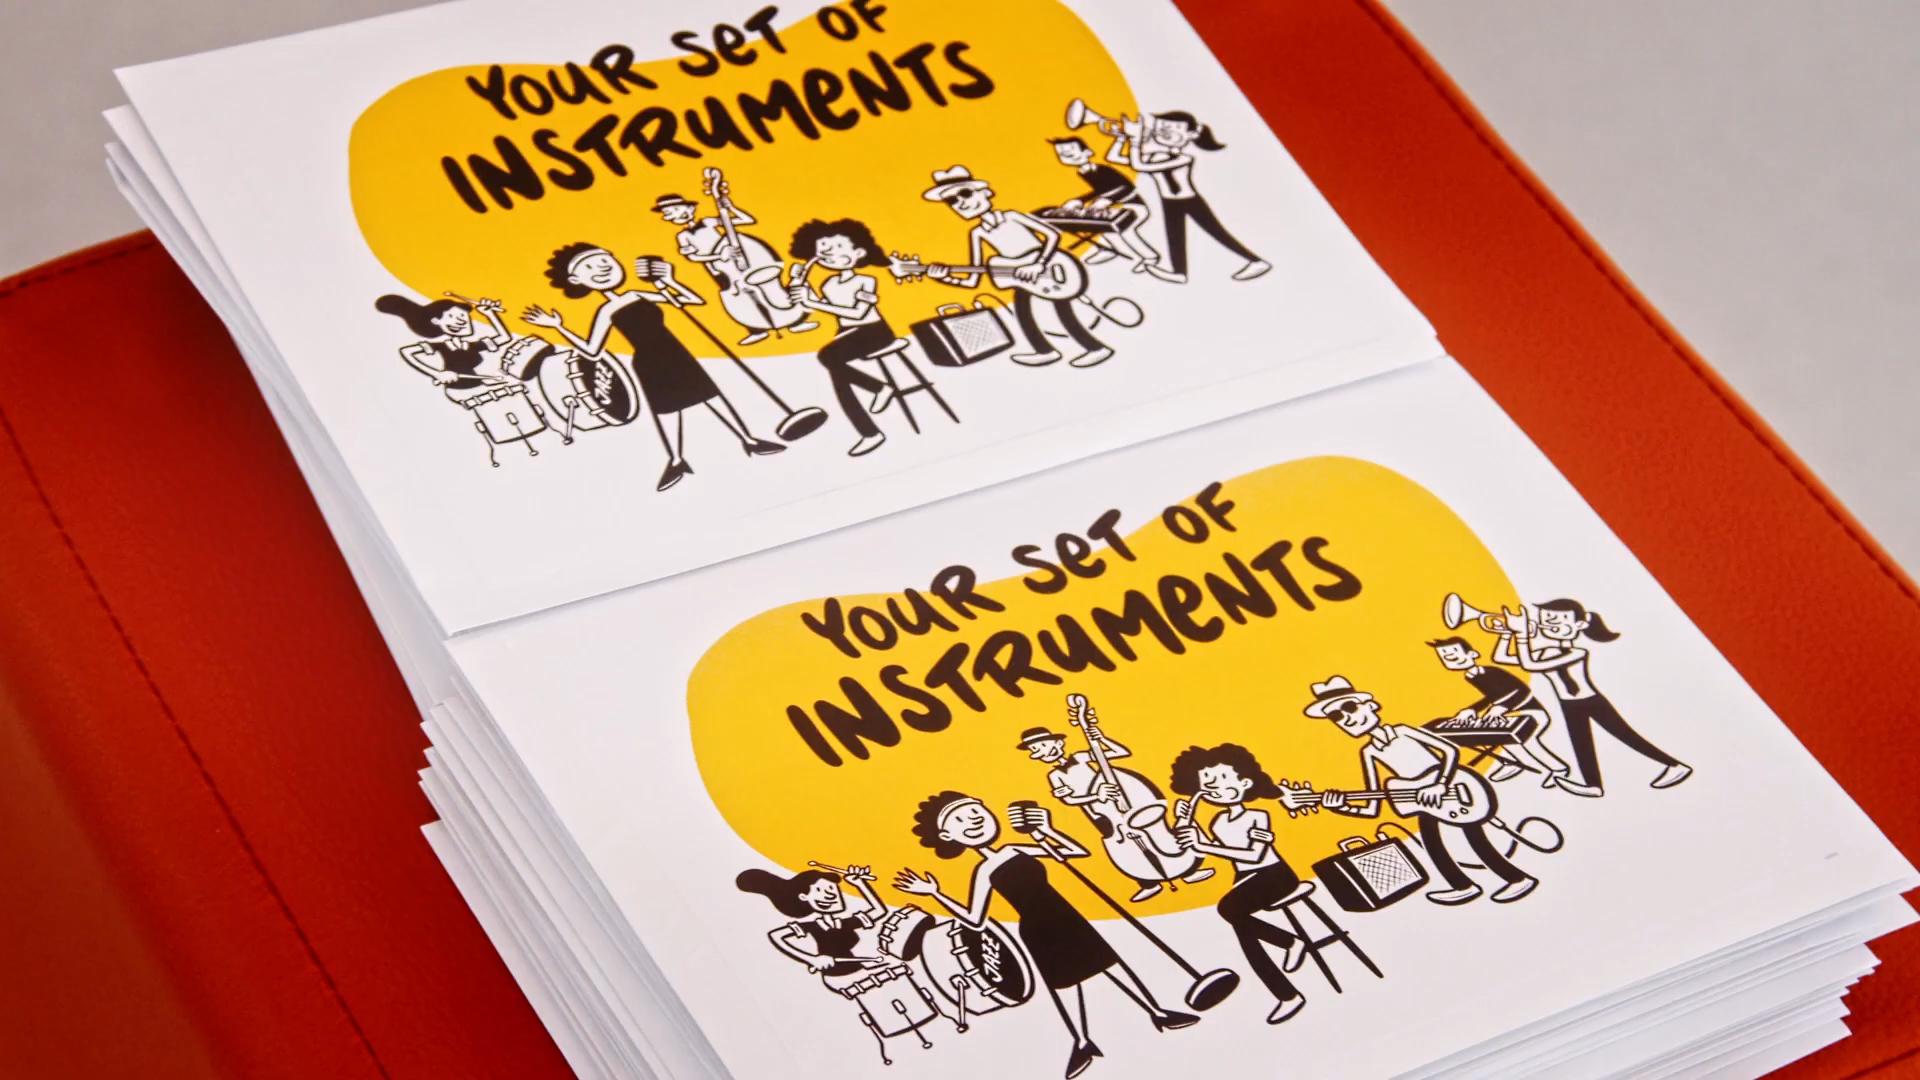 YOUR SET OF
INSTRUMENTS
JAZZ
YOUR SET OF
INSTRUMENTS
JAZZ